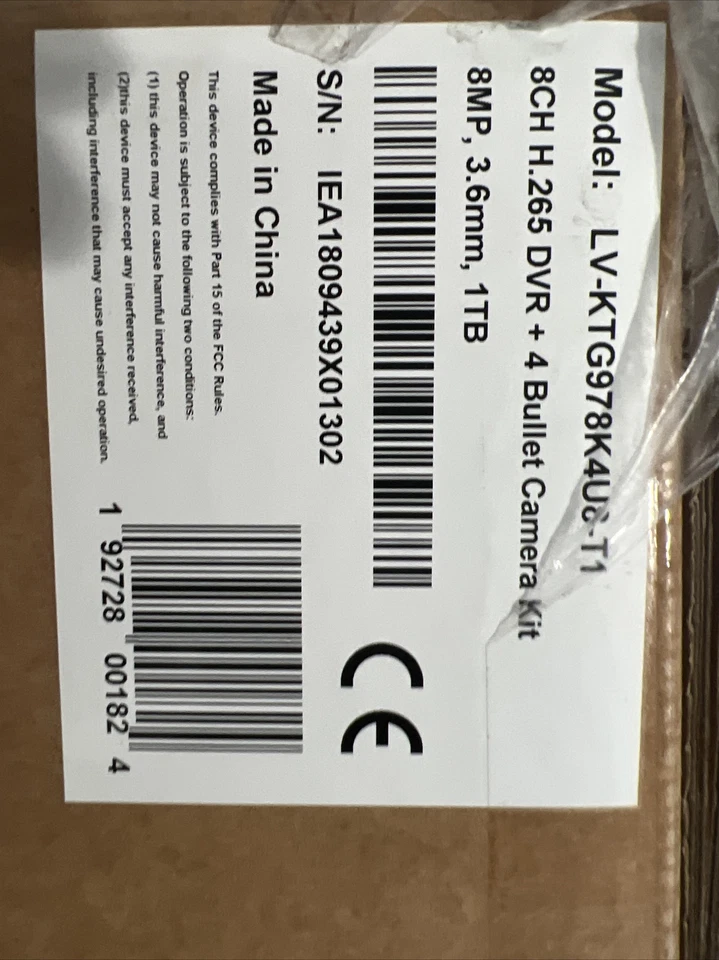 Model: LV-KTG978K4U8-T1
8CH H.265 DVR + 4 Bullet Camera Kit
8MP, 3.6mm, 1TB
S/N: IEA1809439X01302
Made in China
This device complies with Part 15 of the FCC Rules.
Operation is subject to the following two conditions:
(1) this device may not cause harmful interference, and
(2)this device must accept any interference received,
including interference that may cause undesired operation.
CE
1 92728 00182 4